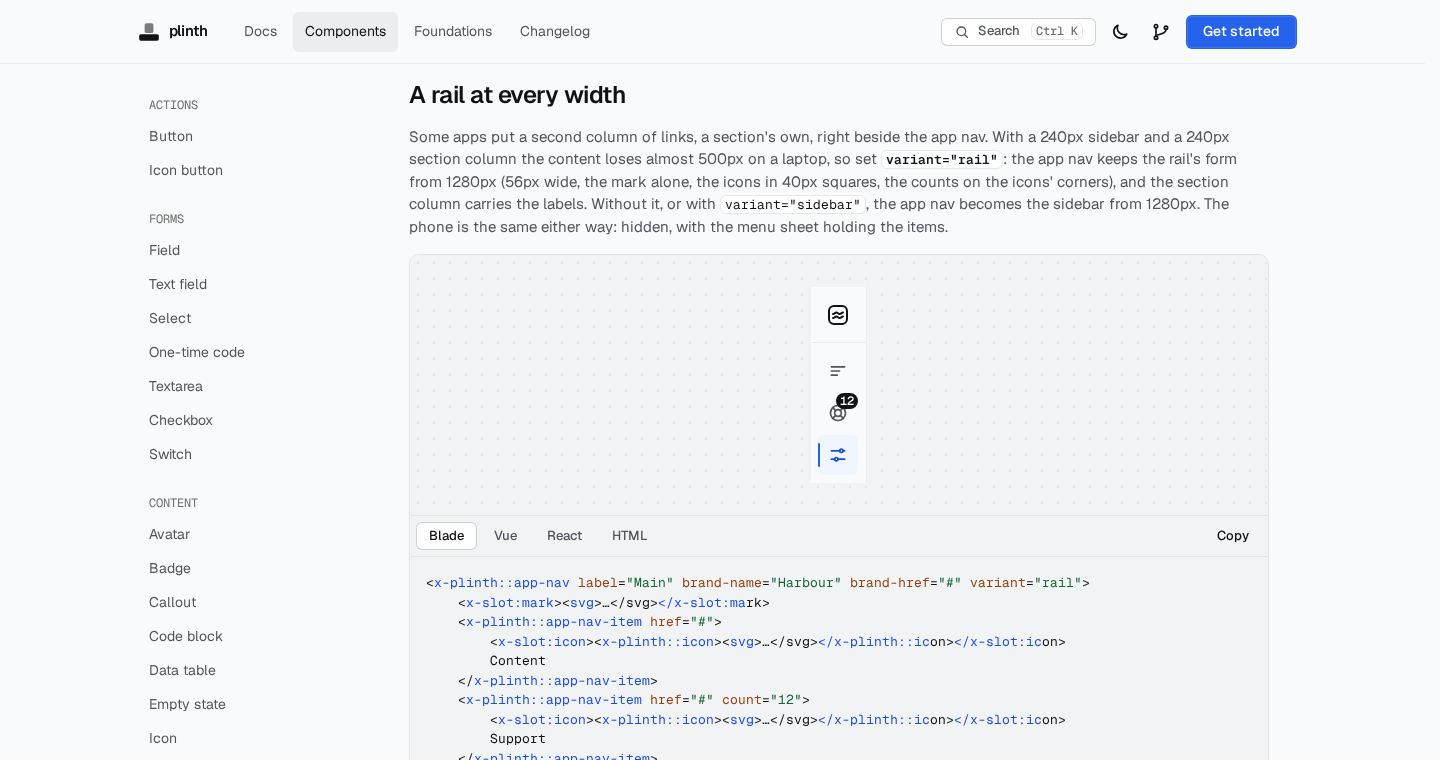 plinth
Docs
Components
Foundations
Changelog
Search
Ctrl K
Get started
ACTIONS
Button
Icon button
FORMS
Field
Text field
Select
One-time code
Textarea
Checkbox
Switch
CONTENT
Avatar
Badge
Callout
Code block
Data table
Empty state
Icon
A rail at every width
Some apps put a second column of links, a section's own, right beside the app nav. With a 240px sidebar and a 240px
section column the content loses almost 500px on a laptop, so set variant="rail": the app nav keeps the rail's form
from 1280px (56px wide, the mark alone, the icons in 40px squares, the counts on the icons' corners), and the section
column carries the labels. Without it, or with variant="sidebar", the app nav becomes the sidebar from 1280px. The
phone is the same either way: hidden, with the menu sheet holding the items.
12
Blade
Vue
React
HTML
Copy
<x-plinth::app-nav label="Main" brand-name="Harbour" brand-href="#" variant="rail">
    <x-slot:mark><svg>…</svg></x-slot:mark>
    <x-plinth::app-nav-item href="#">
        <x-slot:icon><x-plinth::icon><svg>…</svg></x-plinth::icon></x-slot:icon>
        Content
    </x-plinth::app-nav-item>
    <x-plinth::app-nav-item href="#" count="12">
        <x-slot:icon><x-plinth::icon><svg>…</svg></x-plinth::icon></x-slot:icon>
        Support
    </x-plinth::app-nav-item>